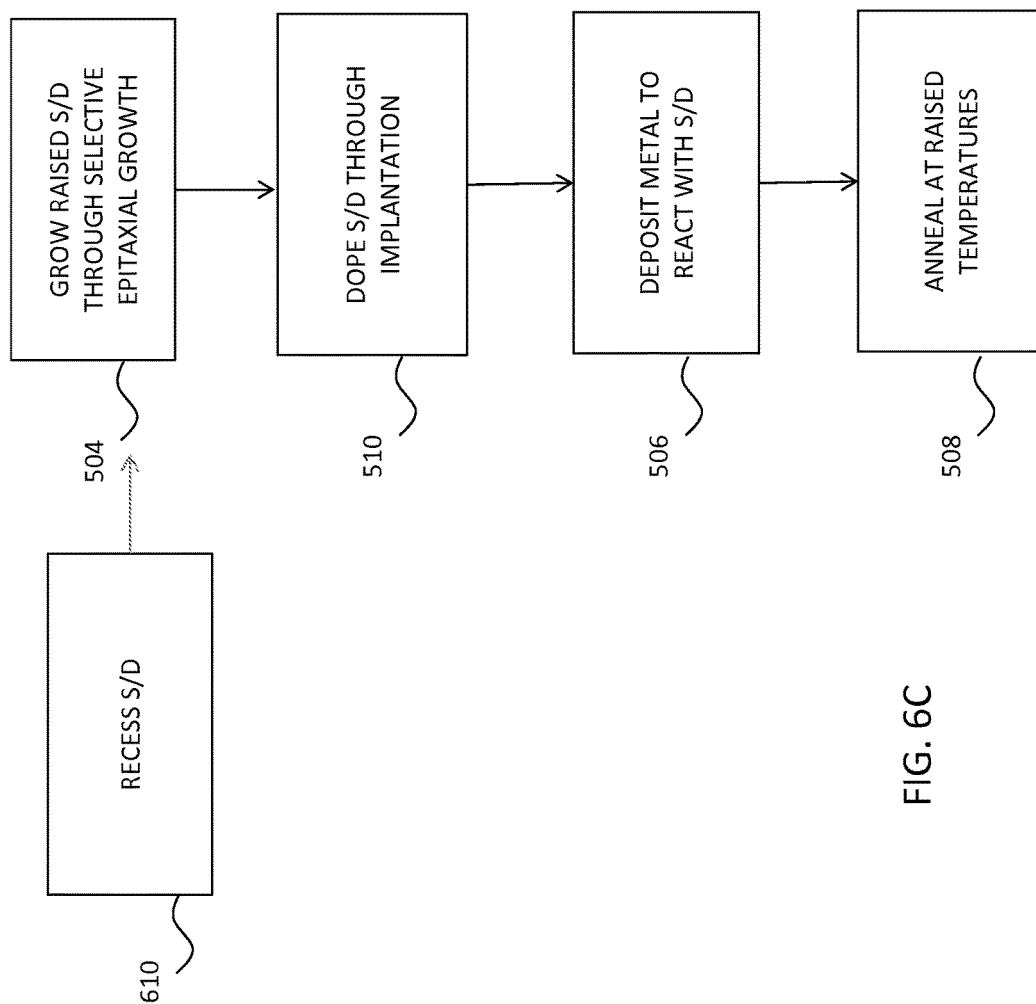 RECESS S/D
610
GROW RAISED S/D
THROUGH SELECTIVE
EPITAXIAL GROWTH
504
DOPE S/D THROUGH
IMPLANTATION
510
DEPOSIT METAL TO
REACT WITH S/D
506
ANNEAL AT RAISED
TEMPERATURES
508
FIG. 6C